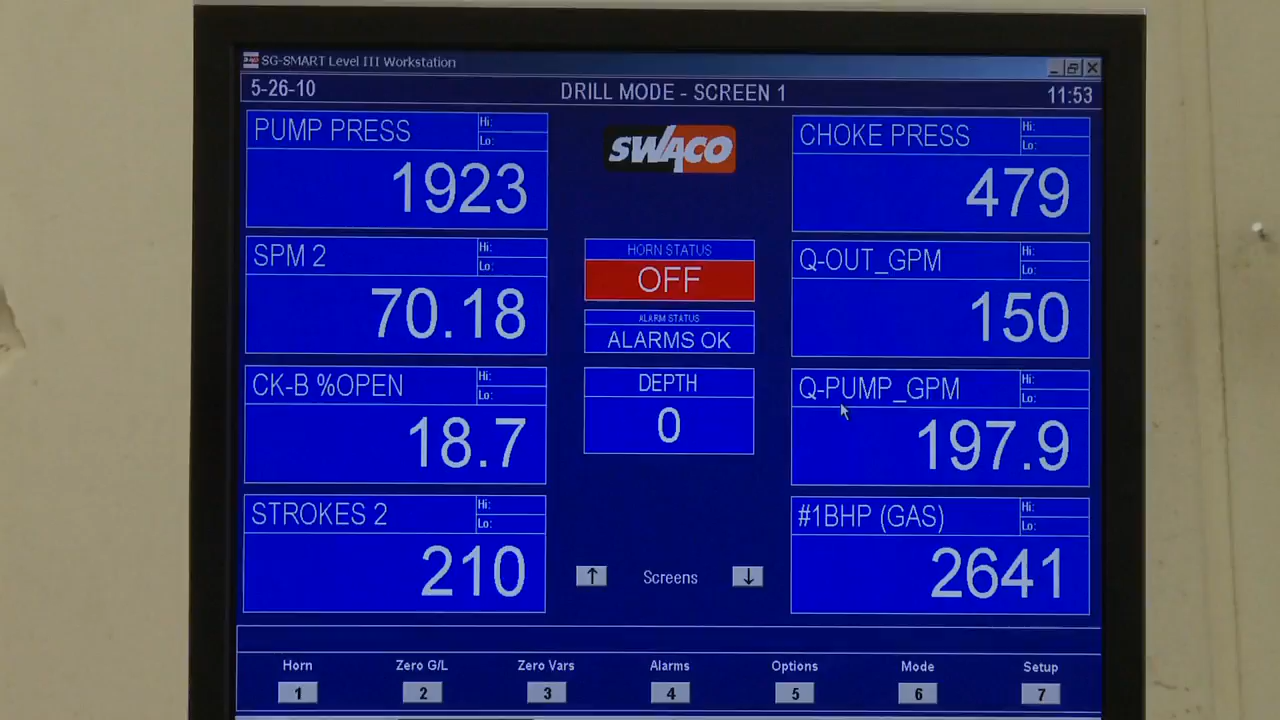 SG-SMART Level III Workstation
5-26-10
DRILL MODE - SCREEN 1
11:53
PUMP PRESS
Hi:
Lo:
1923
SWACO
CHOKE PRESS
Hi:
Lo:
479
SPM 2
Hi:
Lo:
70.18
HORN STATUS
OFF
ALARM STATUS
ALARMS OK
Q-OUT_GPM
Hi:
Lo:
150
CK-B %OPEN
Hi:
Lo:
18.7
DEPTH
0
Q-PUMP_GPM
Hi:
Lo:
197.9
STROKES 2
Hi:
Lo:
210
↑ Screens ↓
#1BHP (GAS)
Hi:
Lo:
2641
Horn Zero G/L Zero Vars Alarms Options Mode Setup
1 2 3 4 5 6 7